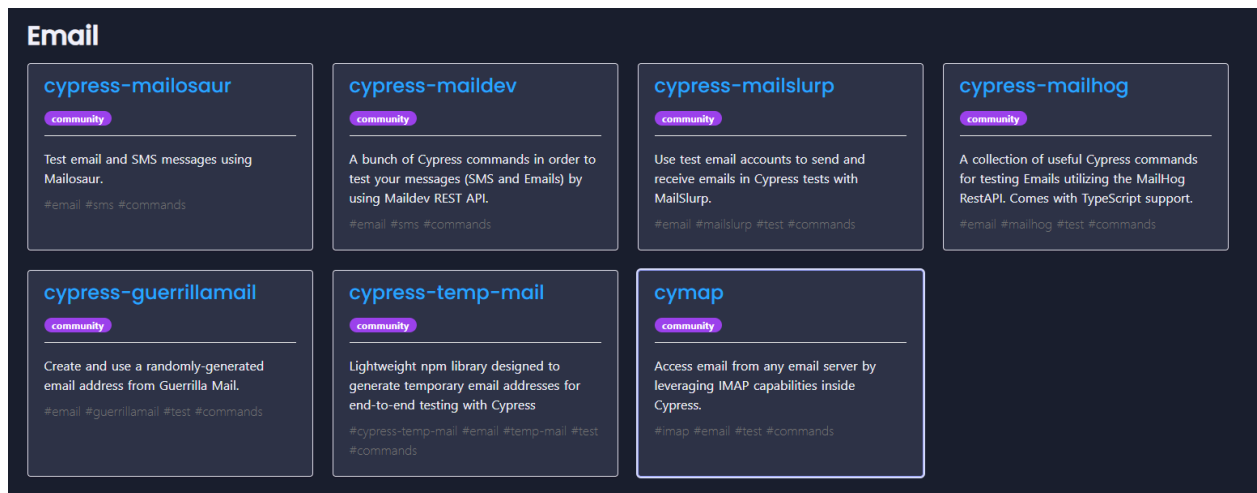 Email
cypress-mailosaur
community
Test email and SMS messages using
Mailosaur.
#email #sms #commands
cypress-maildev
community
A bunch of Cypress commands in order to
test your messages (SMS and Emails) by
using Maildev REST API.
#email #sms #commands
cypress-mailslurp
community
Use test email accounts to send and
receive emails in Cypress tests with
MailSlurp.
#email #mailslurp #test #commands
cypress-mailhog
community
A collection of useful Cypress commands
for testing Emails utilizing the MailHog
RestAPI. Comes with TypeScript support.
#email #mailhog #test #commands
cypress-guerrillamail
community
Create and use a randomly-generated
email address from Guerrilla Mail.
#email #guerrillamail #test #commands
cypress-temp-mail
community
Lightweight npm library designed to
generate temporary email addresses for
end-to-end testing with Cypress
#cypress-temp-mail #email #temp-mail #test
#commands
cymap
community
Access email from any email server by
leveraging IMAP capabilities inside
Cypress.
#imap #email #test #commands